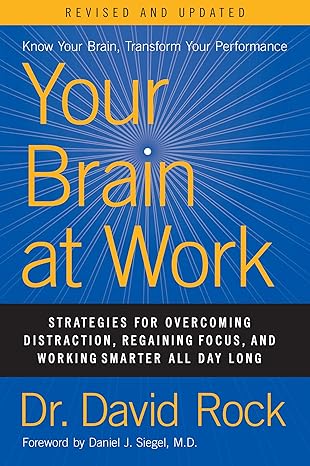 REVISED AND UPDATED
Know Your Brain, Transform Your Performance
Your
Brain
at Work
STRATEGIES FOR OVERCOMING
DISTRACTION, REGAINING FOCUS, AND
WORKING SMARTER ALL DAY LONG
Dr. David Rock
Foreword by Daniel J. Siegel, M.D.